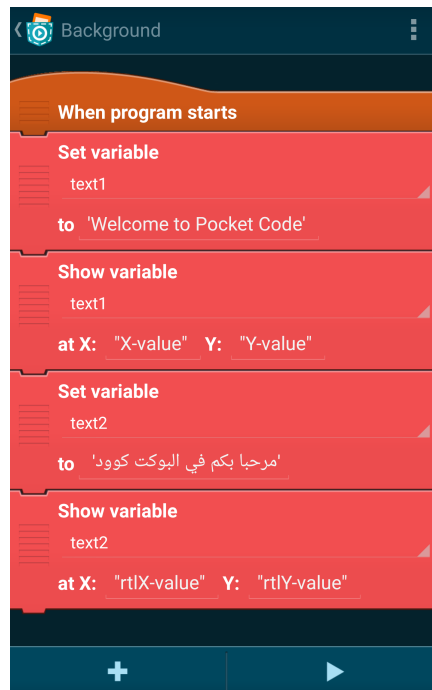 Background
When program starts
Set variable
text1
to 'Welcome to Pocket Code'
Show variable
text1
at X: "X-value" Y: "Y-value"
Set variable
text2
to 'مرحبا بكم في البوكت كوود'
Show variable
text2
at X: "rtlX-value" Y: "rtlY-value"